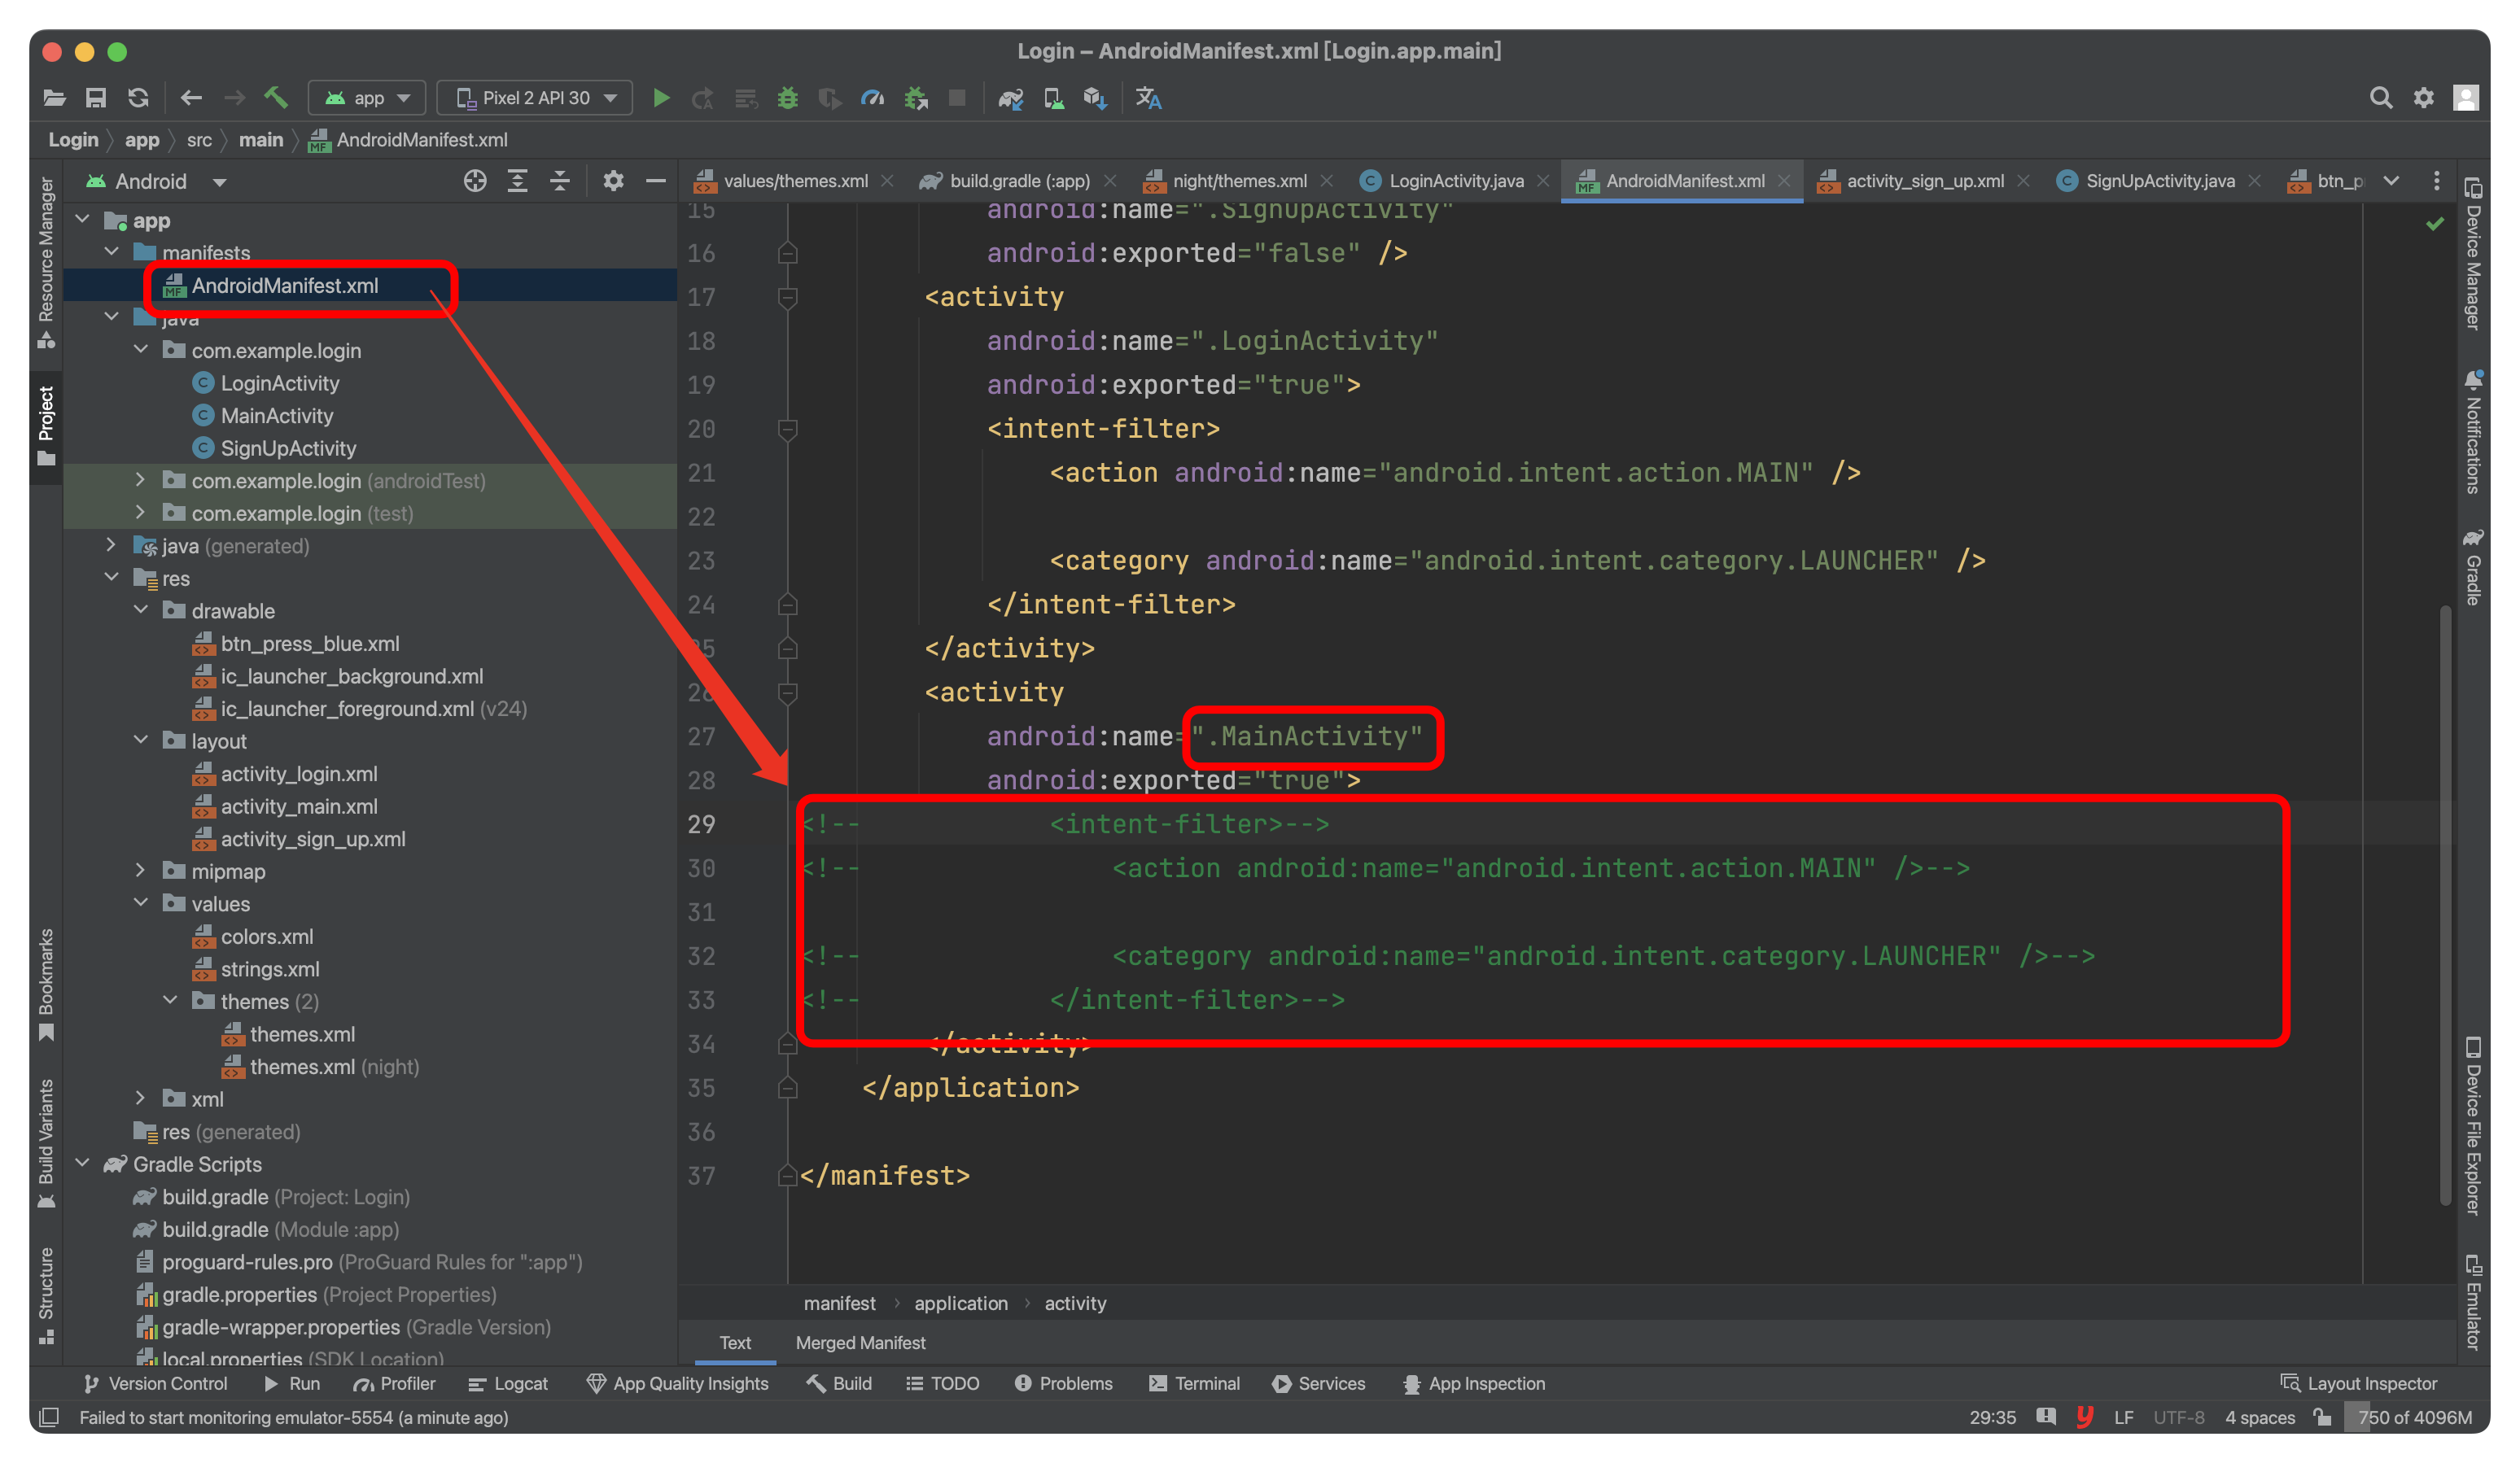 Login – AndroidManifest.xml [Login.app.main]
app
Pixel 2 API 30
Login
app
src
main
AndroidManifest.xml
Android
values/themes.xml
build.gradle (:app)
night/themes.xml
LoginActivity.java
AndroidManifest.xml
activity_sign_up.xml
SignUpActivity.java
btn_p
Resource Manager
Project
Bookmarks
Build Variants
Structure
app
manifests
AndroidManifest.xml
java
com.example.login
LoginActivity
MainActivity
SignUpActivity
com.example.login (androidTest)
com.example.login (test)
java (generated)
res
drawable
btn_press_blue.xml
ic_launcher_background.xml
ic_launcher_foreground.xml (v24)
layout
activity_login.xml
activity_main.xml
activity_sign_up.xml
mipmap
values
colors.xml
strings.xml
themes (2)
themes.xml
themes.xml (night)
xml
res (generated)
Gradle Scripts
build.gradle (Project: Login)
build.gradle (Module :app)
proguard-rules.pro (ProGuard Rules for ":app")
gradle.properties (Project Properties)
gradle-wrapper.properties (Gradle Version)
local.properties (SDK Location)
15 android:name=".SignUpActivity"
16 android:exported="false" />
17 <activity
18 android:name=".LoginActivity"
19 android:exported="true">
20 <intent-filter>
21 <action android:name="android.intent.action.MAIN" />
22
23 <category android:name="android.intent.category.LAUNCHER" />
24 </intent-filter>
25 </activity>
26 <activity
27 android:name=".MainActivity"
28 android:exported="true">
29 <!-- <intent-filter>-->
30 <!-- <action android:name="android.intent.action.MAIN" />-->
31
32 <!-- <category android:name="android.intent.category.LAUNCHER" />-->
33 <!-- </intent-filter>-->
34 </activity>
35 </application>
36
37 </manifest>
manifest › application › activity
Text
Merged Manifest
Device Manager
Notifications
Gradle
Device File Explorer
Emulator
Version Control
Run
Profiler
Logcat
App Quality Insights
Build
TODO
Problems
Terminal
Services
App Inspection
Layout Inspector
Failed to start monitoring emulator-5554 (a minute ago)
29:35
LF
UTF-8
4 spaces
750 of 4096M